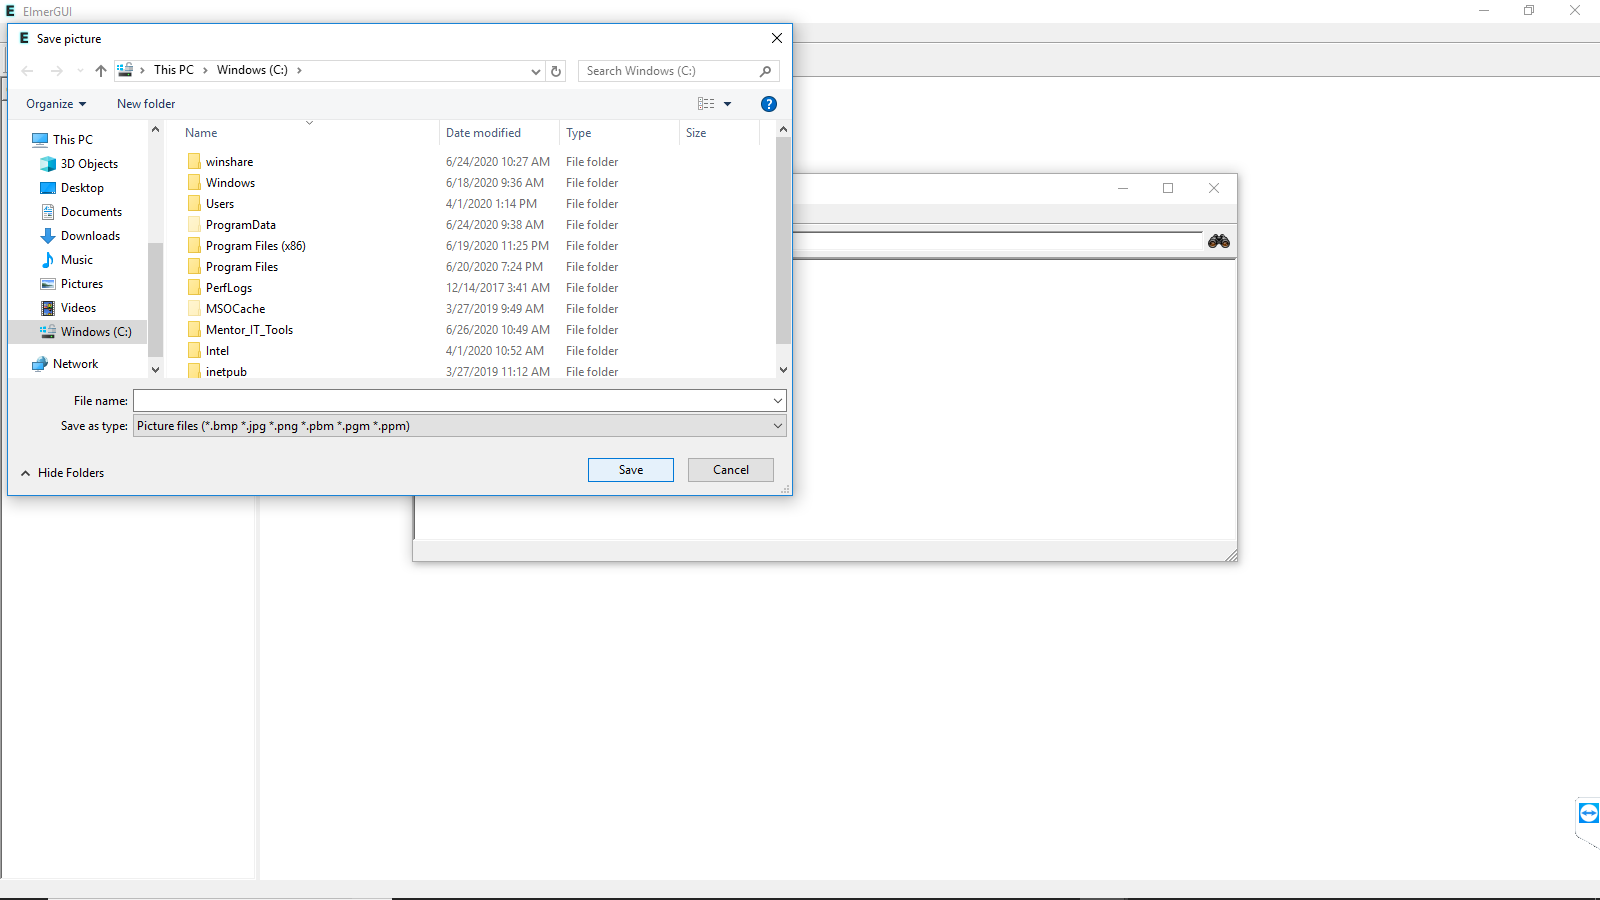 ElmerGUI
Save picture
This PC
Windows (C:)
Search Windows (C:)
Organize
New folder
?
This PC
3D Objects
Desktop
Documents
Downloads
Music
Pictures
Videos
Windows (C:)
Network
Name Date modified Type Size
winshare 6/24/2020 10:27 AM File folder
Windows 6/18/2020 9:36 AM File folder
Users 4/1/2020 1:14 PM File folder
ProgramData 6/24/2020 9:38 AM File folder
Program Files (x86) 6/19/2020 11:25 PM File folder
Program Files 6/20/2020 7:24 PM File folder
PerfLogs 12/14/2017 3:41 AM File folder
MSOCache 3/27/2019 9:49 AM File folder
Mentor_IT_Tools 6/26/2020 10:49 AM File folder
Intel 4/1/2020 10:52 AM File folder
inetpub 3/27/2019 11:12 AM File folder
File name:
Save as type: Picture files (*.bmp *.jpg *.png *.pbm *.pgm *.ppm)
Hide Folders
Save
Cancel